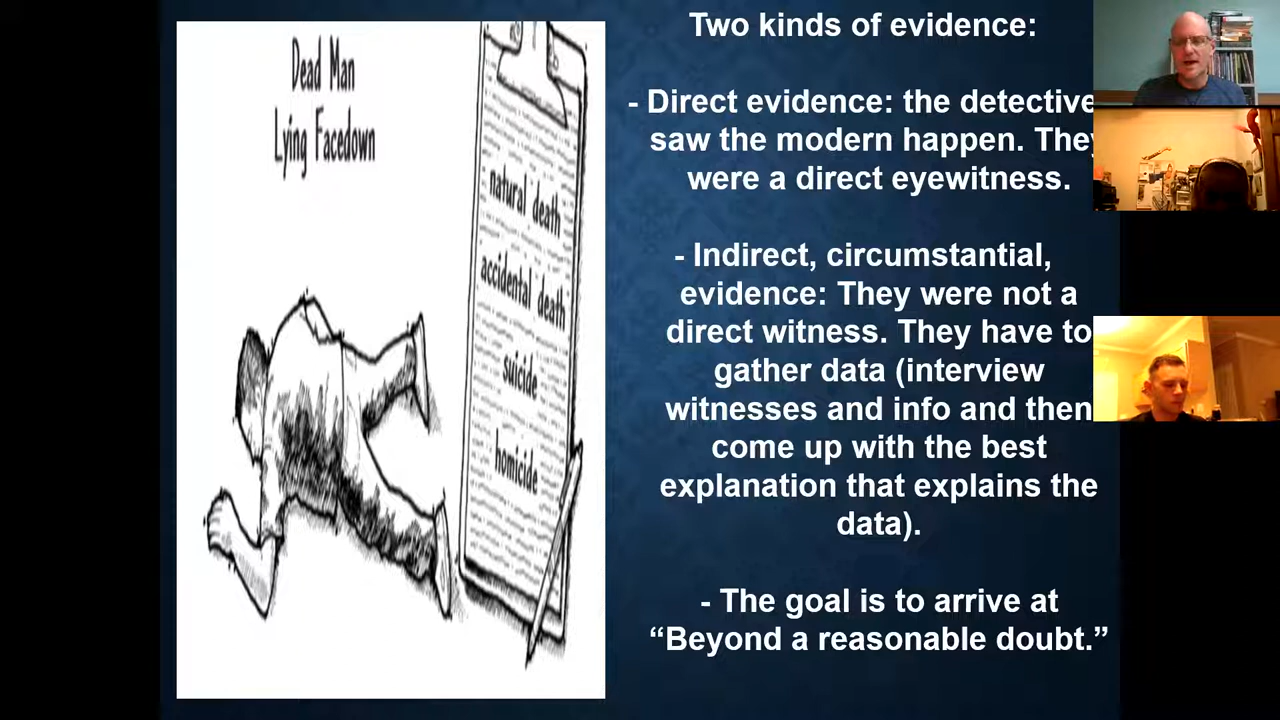 Dead Man
Lying Facedown
natural death
accidental death
suicide
homicide
Two kinds of evidence:
- Direct evidence: the detective
saw the modern happen. They
were a direct eyewitness.
- Indirect, circumstantial,
evidence: They were not a
direct witness. They have to
gather data (interview
witnesses and info and then
come up with the best
explanation that explains the
data).
- The goal is to arrive at
“Beyond a reasonable doubt.”